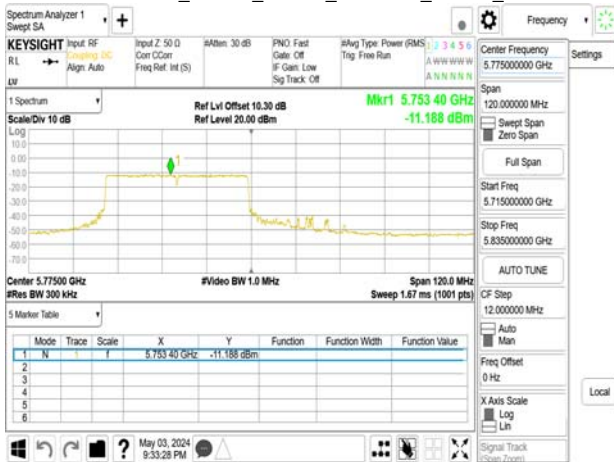 Spectrum Analyzer 1
Swept SA
+
Frequency
KEYSIGHT
RL
Input: RF
Coupling: DC
Align: Auto
Input Z: 50 Ω
Corr CCorr
Freq Ref: Int (S)
#Atten: 30 dB
PNO: Fast
Gate: Off
IF Gain: Low
Sig Track: Off
#Avg Type: Power (RMS
Trig: Free Run
1 2 3 4 5 6
A W W W W W
A N N N N N
LV
1 Spectrum
Scale/Div 10 dB
Ref Lvl Offset 10.30 dB
Ref Level 20.00 dBm
Mkr1 5.753 40 GHz
-11.188 dBm
Log
10.0
0.00
-10.0
-20.0
-30.0
-40.0
-50.0
-60.0
-70.0
1
Center 5.77500 GHz
#Video BW 1.0 MHz
Span 120.0 MHz
#Res BW 300 kHz
Sweep 1.67 ms (1001 pts)
5 Marker Table
Mode Trace Scale X Y Function Function Width Function Value
1 N 1 f 5.753 40 GHz -11.188 dBm
2
3
4
5
6
Center Frequency
5.775000000 GHz
Settings
Span
120.000000 MHz
Swept Span
Zero Span
Full Span
Start Freq
5.715000000 GHz
Stop Freq
5.835000000 GHz
AUTO TUNE
CF Step
12.000000 MHz
Auto
Man
Freq Offset
0 Hz
X Axis Scale
Log
Lin
Local
Signal Track
(Span Zoom)
?
May 03, 2024
9:33:28 PM